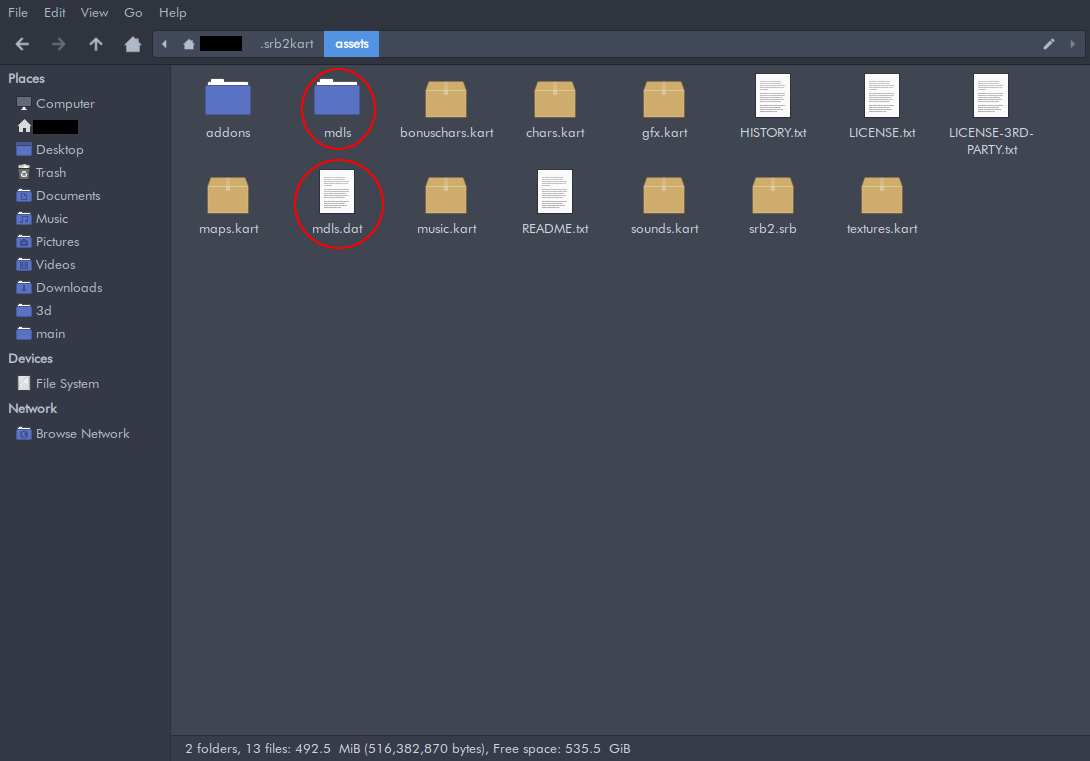 File Edit View Go Help
.srb2kart assets
Places
Computer
Desktop
Trash
Documents
Music
Pictures
Videos
Downloads
3d
main
Devices
File System
Network
Browse Network
addons mdls bonuschars.kart chars.kart gfx.kart HISTORY.txt LICENSE.txt LICENSE-3RD-
PARTY.txt
maps.kart mdls.dat music.kart README.txt sounds.kart srb2.srb textures.kart
2 folders, 13 files: 492.5 MiB (516,382,870 bytes), Free space: 535.5 GiB